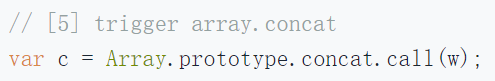 // [5] trigger array.concat
var c = Array.prototype.concat.call(w);